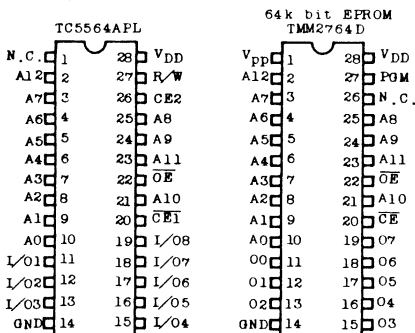 64k bit EPROM
TC5564APL TMM2764D
N.C. 1 28 VDD Vpp 1 28 VDD
A12 2 27 R/W A12 2 27 PGM
A7 3 26 CE2 A7 3 26 N.C.
A6 4 25 A8 A6 4 25 A8
A5 5 24 A9 A5 5 24 A9
A4 6 23 A11 A4 6 23 A11
A3 7 22 OE A3 7 22 OE
A2 8 21 A10 A2 8 21 A10
A1 9 20 CE1 A1 9 20 CE
A0 10 19 I/O8 A0 10 19 O7
I/O1 11 18 I/O7 O0 11 18 O6
I/O2 12 17 I/O6 O1 12 17 O5
I/O3 13 16 I/O5 O2 13 16 O4
GND 14 15 I/O4 GND 14 15 O3